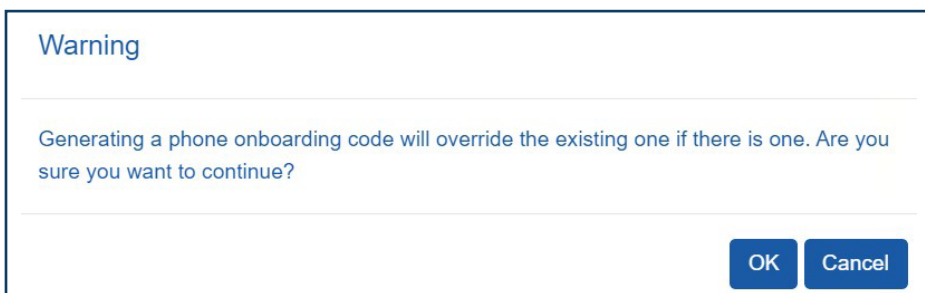 Warning
Generating a phone onboarding code will override the existing one if there is one. Are you
sure you want to continue?
OK Cancel